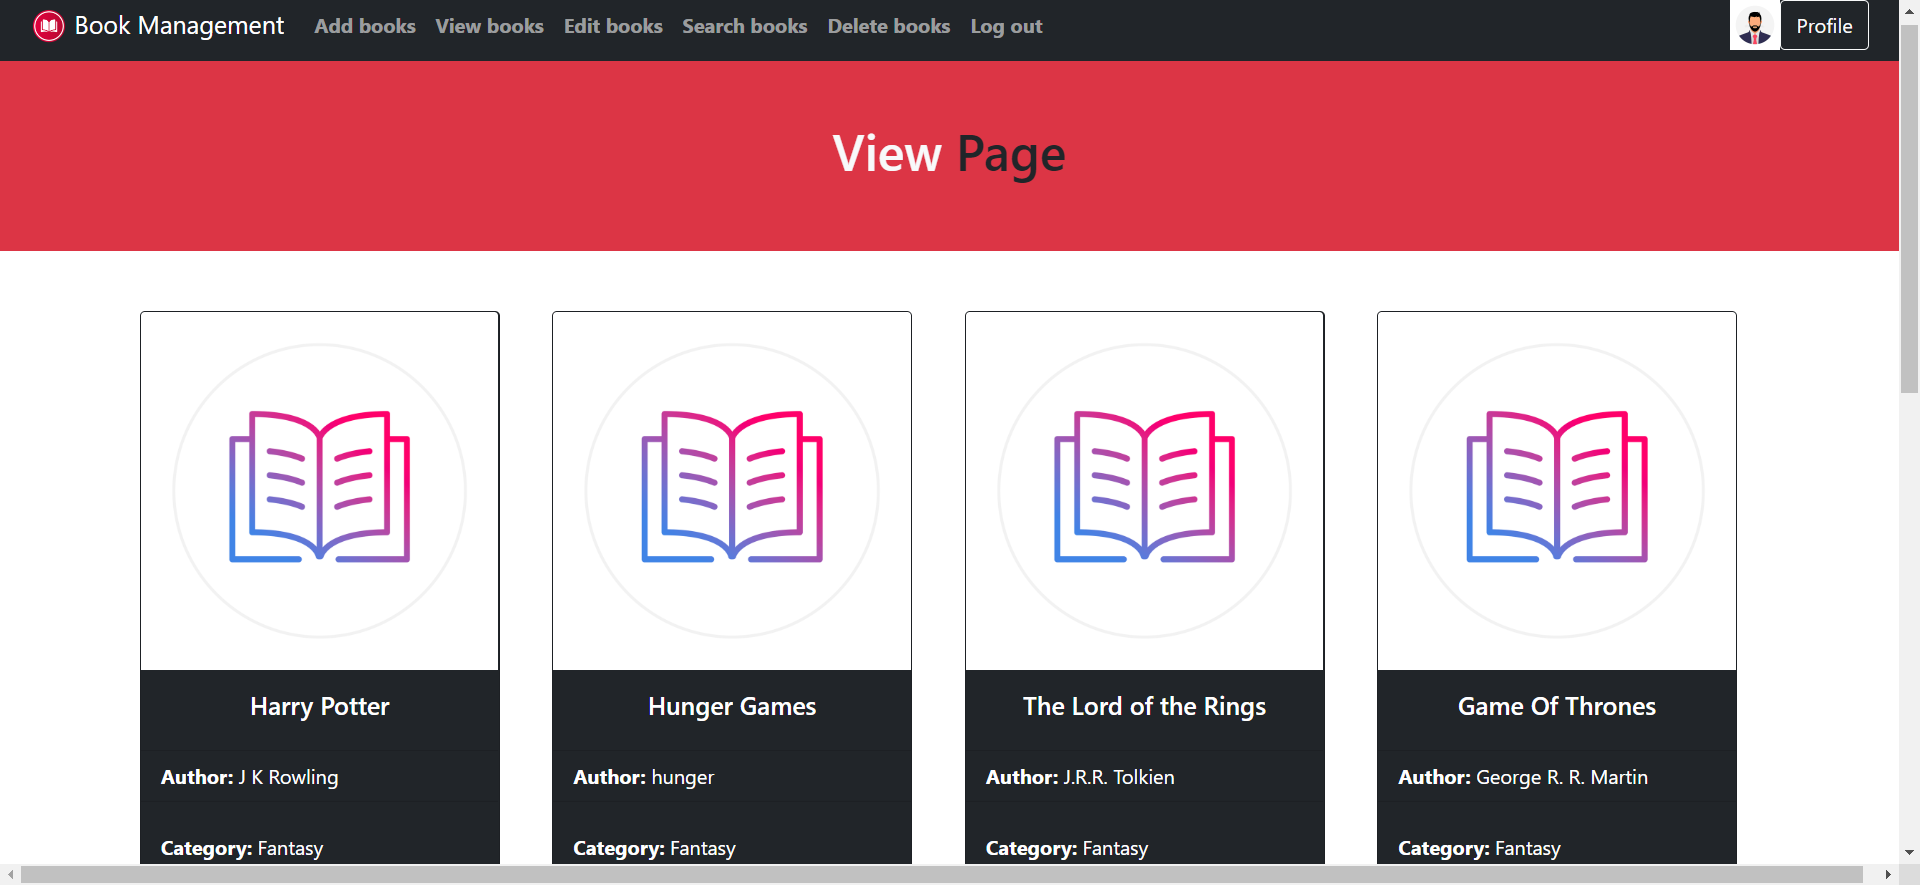 Book Management Add books View books Edit books Search books Delete books Log out Profile
View Page
Harry Potter
Author: J K Rowling
Category: Fantasy
Hunger Games
Author: hunger
Category: Fantasy
The Lord of the Rings
Author: J.R.R. Tolkien
Category: Fantasy
Game Of Thrones
Author: George R. R. Martin
Category: Fantasy